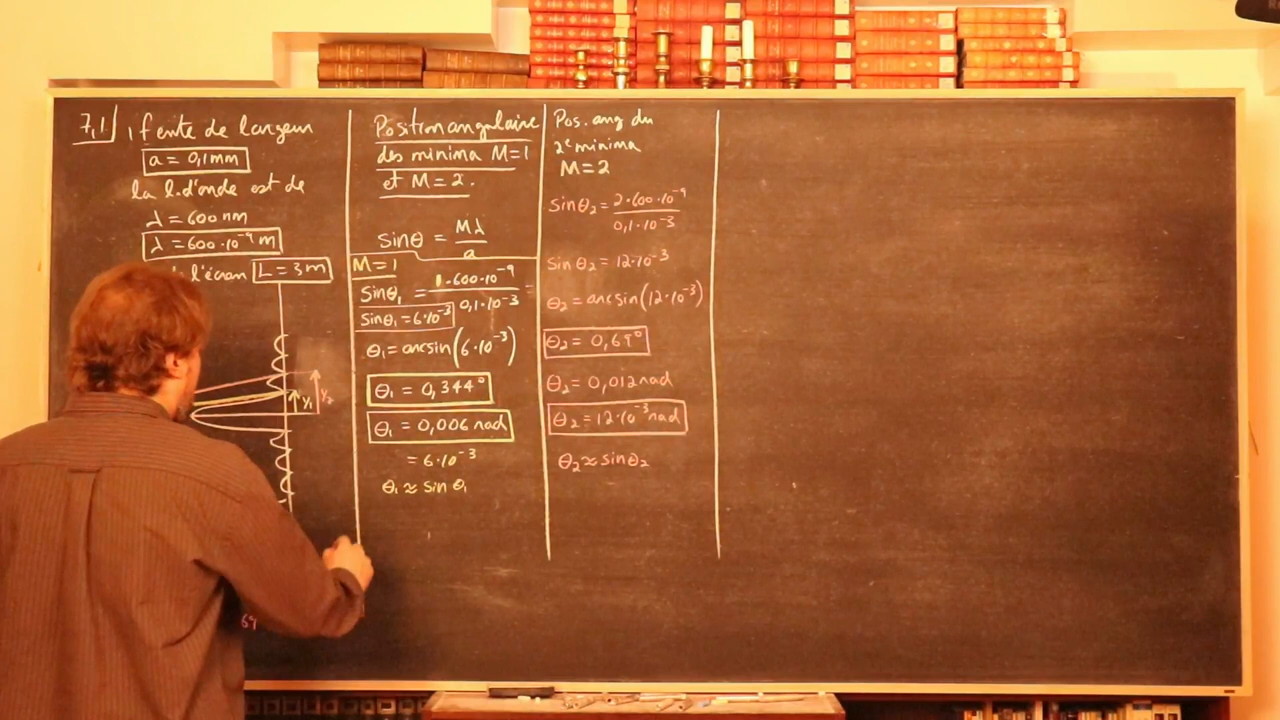 7,1 1 fente de largeur
a = 0,1mm
la l.d'onde est de
λ = 600 nm
λ = 600·10⁻⁹ m
l'écran L = 3m
y₁ y₂
69
Position angulaire
des minima M=1
et M=2.
sinθ = Mλ/a
M=1
Sinθ₁ = 1·600·10⁻⁹/0,1·10⁻³ =
Sinθ₁ = 6·10⁻³
θ₁ = arcsin(6·10⁻³)
θ₁ = 0,344°
θ₁ = 0,006 rad
= 6·10⁻³
θ₁ ≈ sin θ₁
Pos. ang du
2ᵉ minima
M=2
Sinθ₂ = 2·600·10⁻⁹/0,1·10⁻³
Sinθ₂ = 12·10⁻³
θ₂ = arcsin(12·10⁻³)
θ₂ = 0,69°
θ₂ = 0,012 rad
θ₂ = 12·10⁻³ rad
θ₂ ≈ sinθ₂